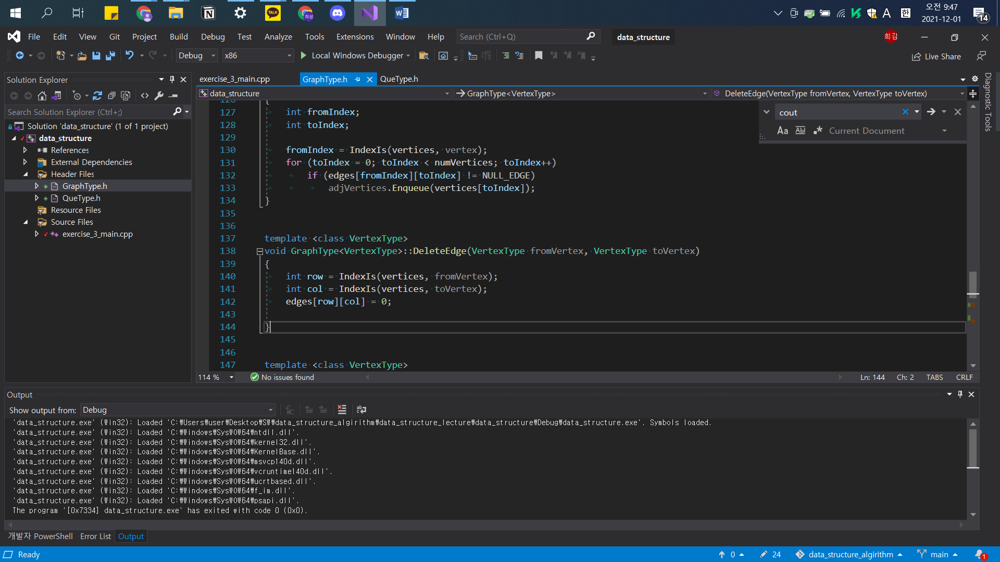 TALK
희성
A
한
오전 9:47
2021-12-01
14
File Edit View Git Project Build Debug Test Analyze Tools Extensions Window Help
Search (Ctrl+Q)
data_structure
희김
Debug
x86
Local Windows Debugger
Live Share
Solution Explorer
Search Solution Explorer (Ctrl+;)
Solution 'data_structure' (1 of 1 project)
data_structure
References
External Dependencies
Header Files
GraphType.h
QueType.h
Resource Files
Source Files
exercise_3_main.cpp
exercise_3_main.cpp
GraphType.h
QueType.h
data_structure
GraphType<VertexType>
DeleteEdge(VertexType fromVertex, VertexType toVertex)
cout
Aa Abl .* Current Document
Diagnostic Tools
126 {
127 int fromIndex;
128 int toIndex;
129
130 fromIndex = IndexIs(vertices, vertex);
131 for (toIndex = 0; toIndex < numVertices; toIndex++)
132 if (edges[fromIndex][toIndex] != NULL_EDGE)
133 adjVertices.Enqueue(vertices[toIndex]);
134 }
135
136
137 template <class VertexType>
138 void GraphType<VertexType>::DeleteEdge(VertexType fromVertex, VertexType toVertex)
139 {
140 int row = IndexIs(vertices, fromVertex);
141 int col = IndexIs(vertices, toVertex);
142 edges[row][col] = 0;
143
144 }
145
146
147 template <class VertexType>
114 %
No issues found
Ln: 144 Ch: 2 TABS CRLF
Output
Show output from: Debug
'data_structure.exe' (Win32): Loaded 'C:₩Users₩user₩Desktop₩SW₩data_structure_algirithm₩data_structure_lecture₩data_structure₩Debug₩data_structure.exe'. Symbols loaded.
'data_structure.exe' (Win32): Loaded 'C:₩Windows₩SysWOW64₩ntdll.dll'.
'data_structure.exe' (Win32): Loaded 'C:₩Windows₩SysWOW64₩kernel32.dll'.
'data_structure.exe' (Win32): Loaded 'C:₩Windows₩SysWOW64₩KernelBase.dll'.
'data_structure.exe' (Win32): Loaded 'C:₩Windows₩SysWOW64₩msvcp140d.dll'.
'data_structure.exe' (Win32): Loaded 'C:₩Windows₩SysWOW64₩vcruntime140d.dll'.
'data_structure.exe' (Win32): Loaded 'C:₩Windows₩SysWOW64₩ucrtbased.dll'.
'data_structure.exe' (Win32): Loaded 'C:₩Windows₩SysWOW64₩f_im.dll'.
'data_structure.exe' (Win32): Loaded 'C:₩Windows₩SysWOW64₩psapi.dll'.
The program '[0x7334] data_structure.exe' has exited with code 0 (0x0).
개발자 PowerShell Error List Output
Ready
0
24
data_structure_algirithm
main
1